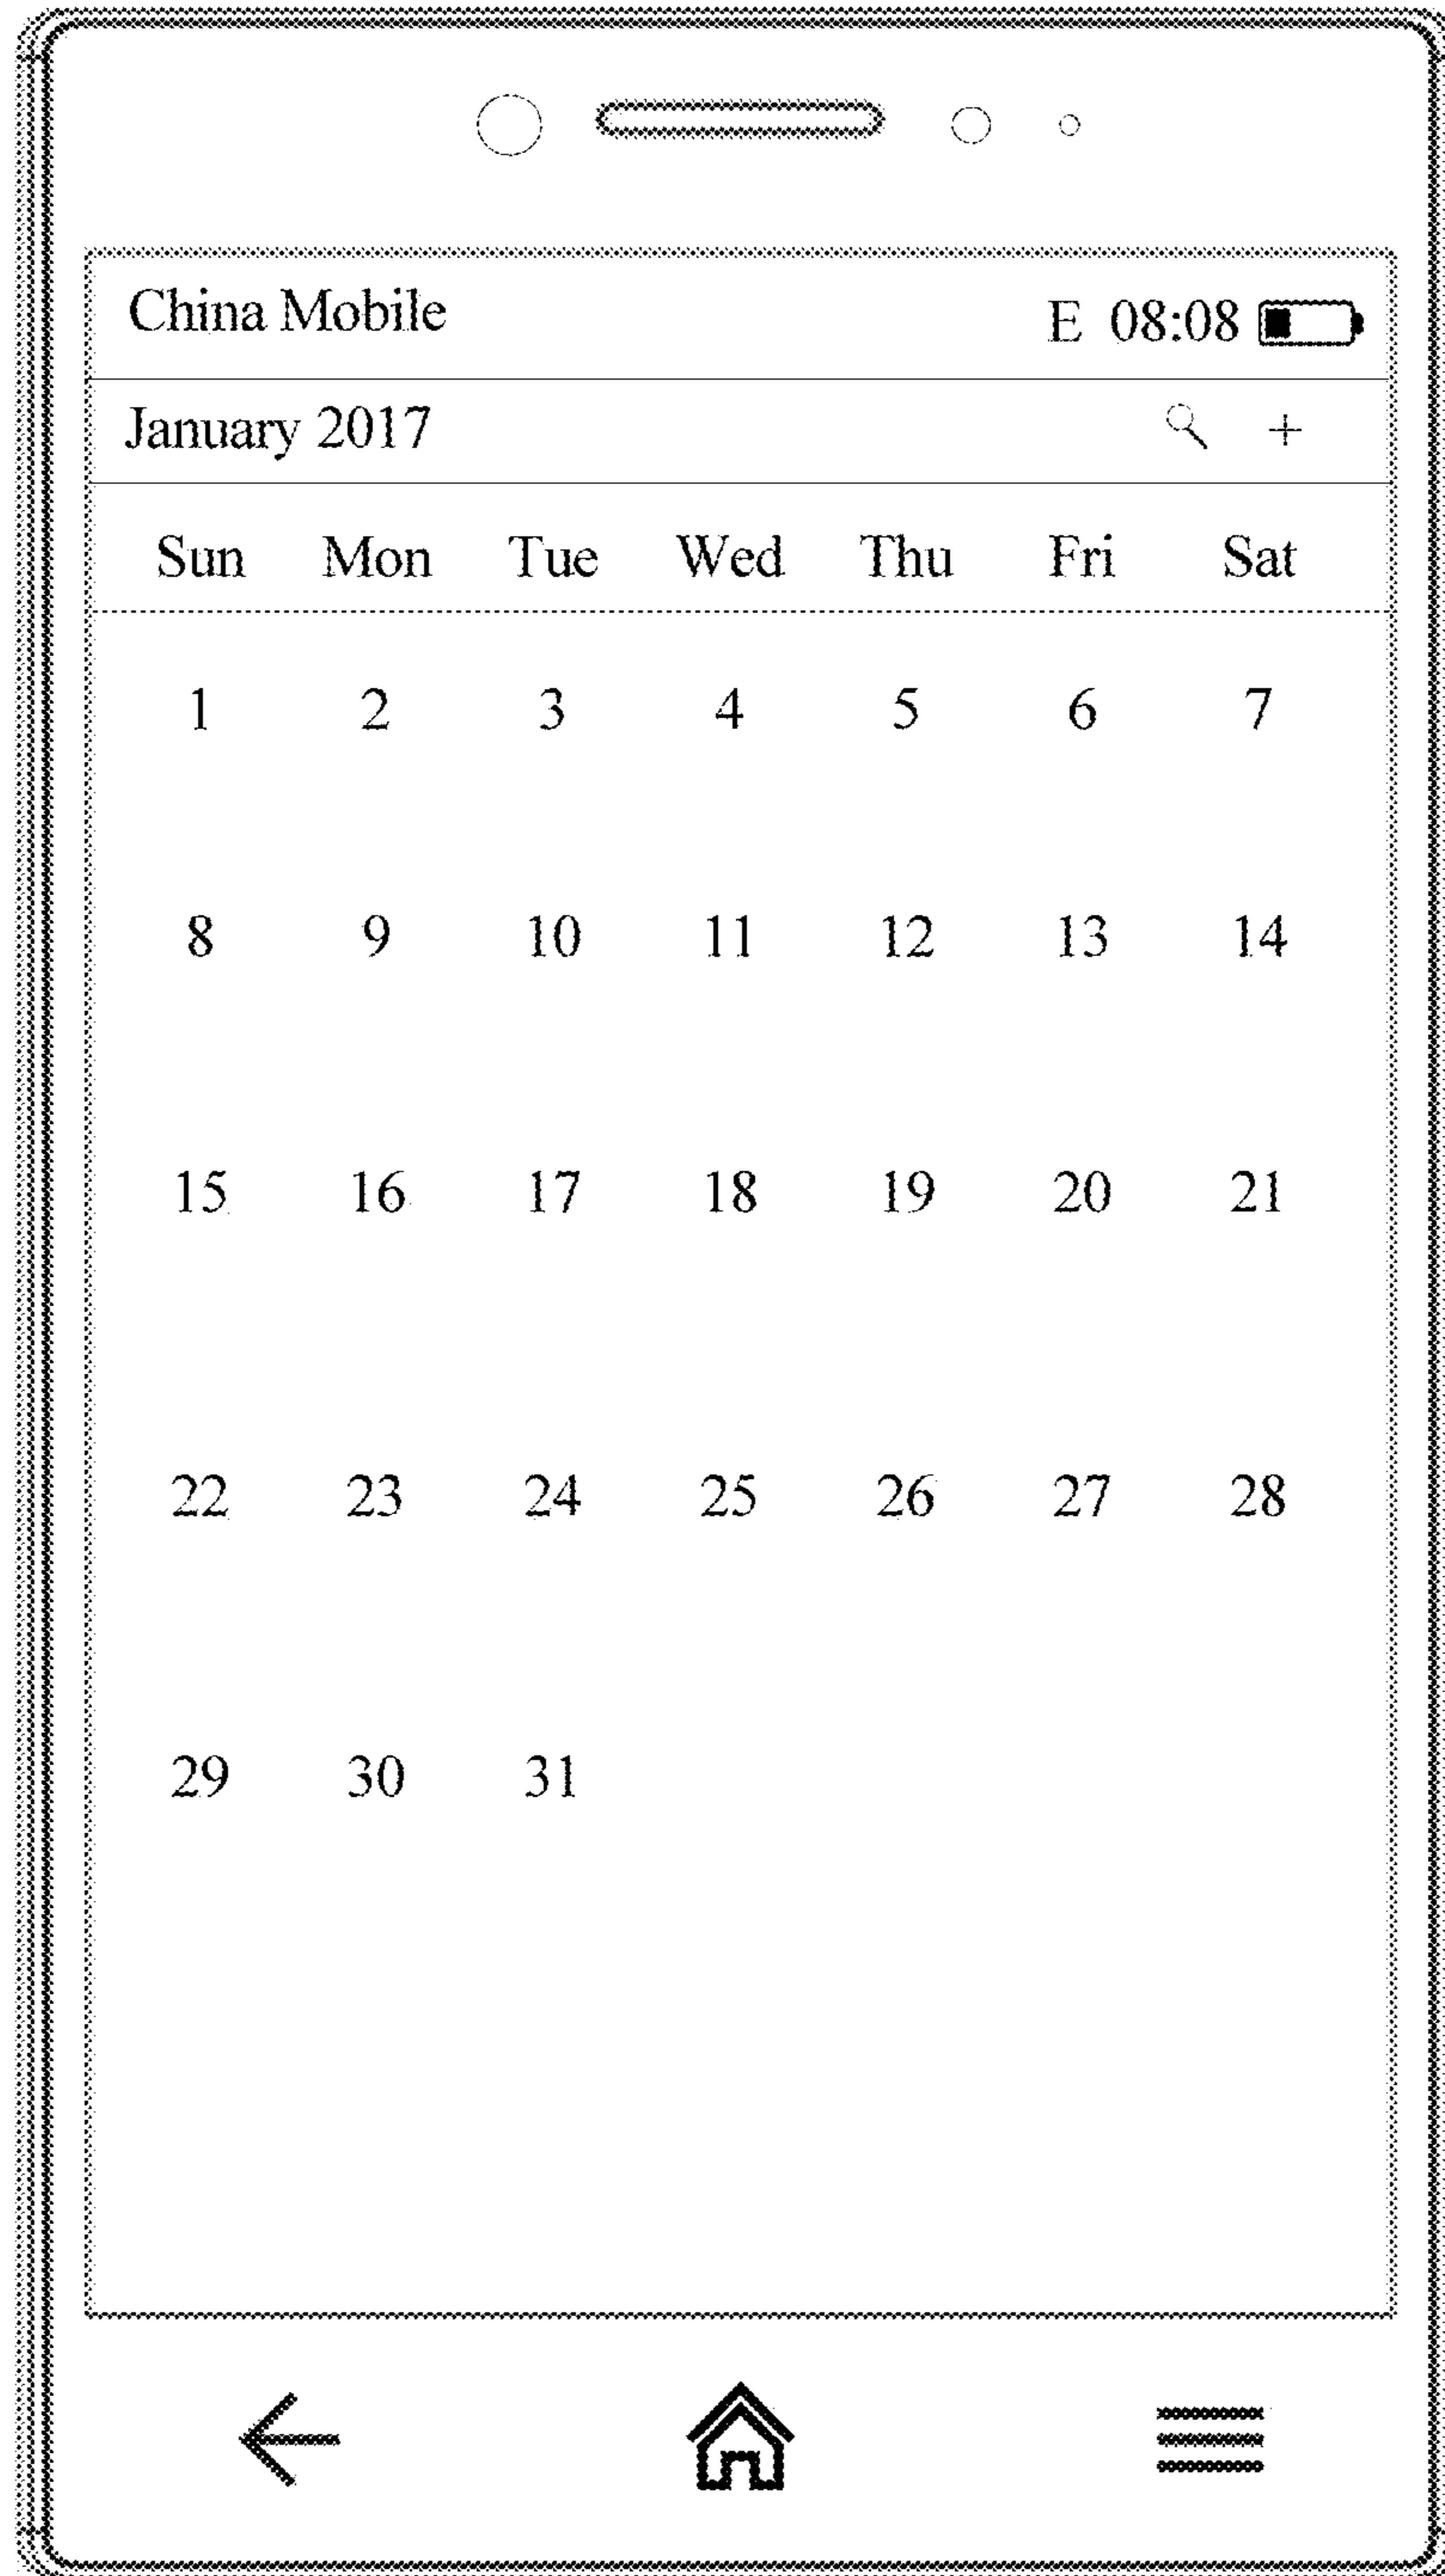 China Mobile E 08:08
January 2017 +
Sun Mon Tue Wed Thu Fri Sat
1 2 3 4 5 6 7
8 9 10 11 12 13 14
15 16 17 18 19 20 21
22 23 24 25 26 27 28
29 30 31